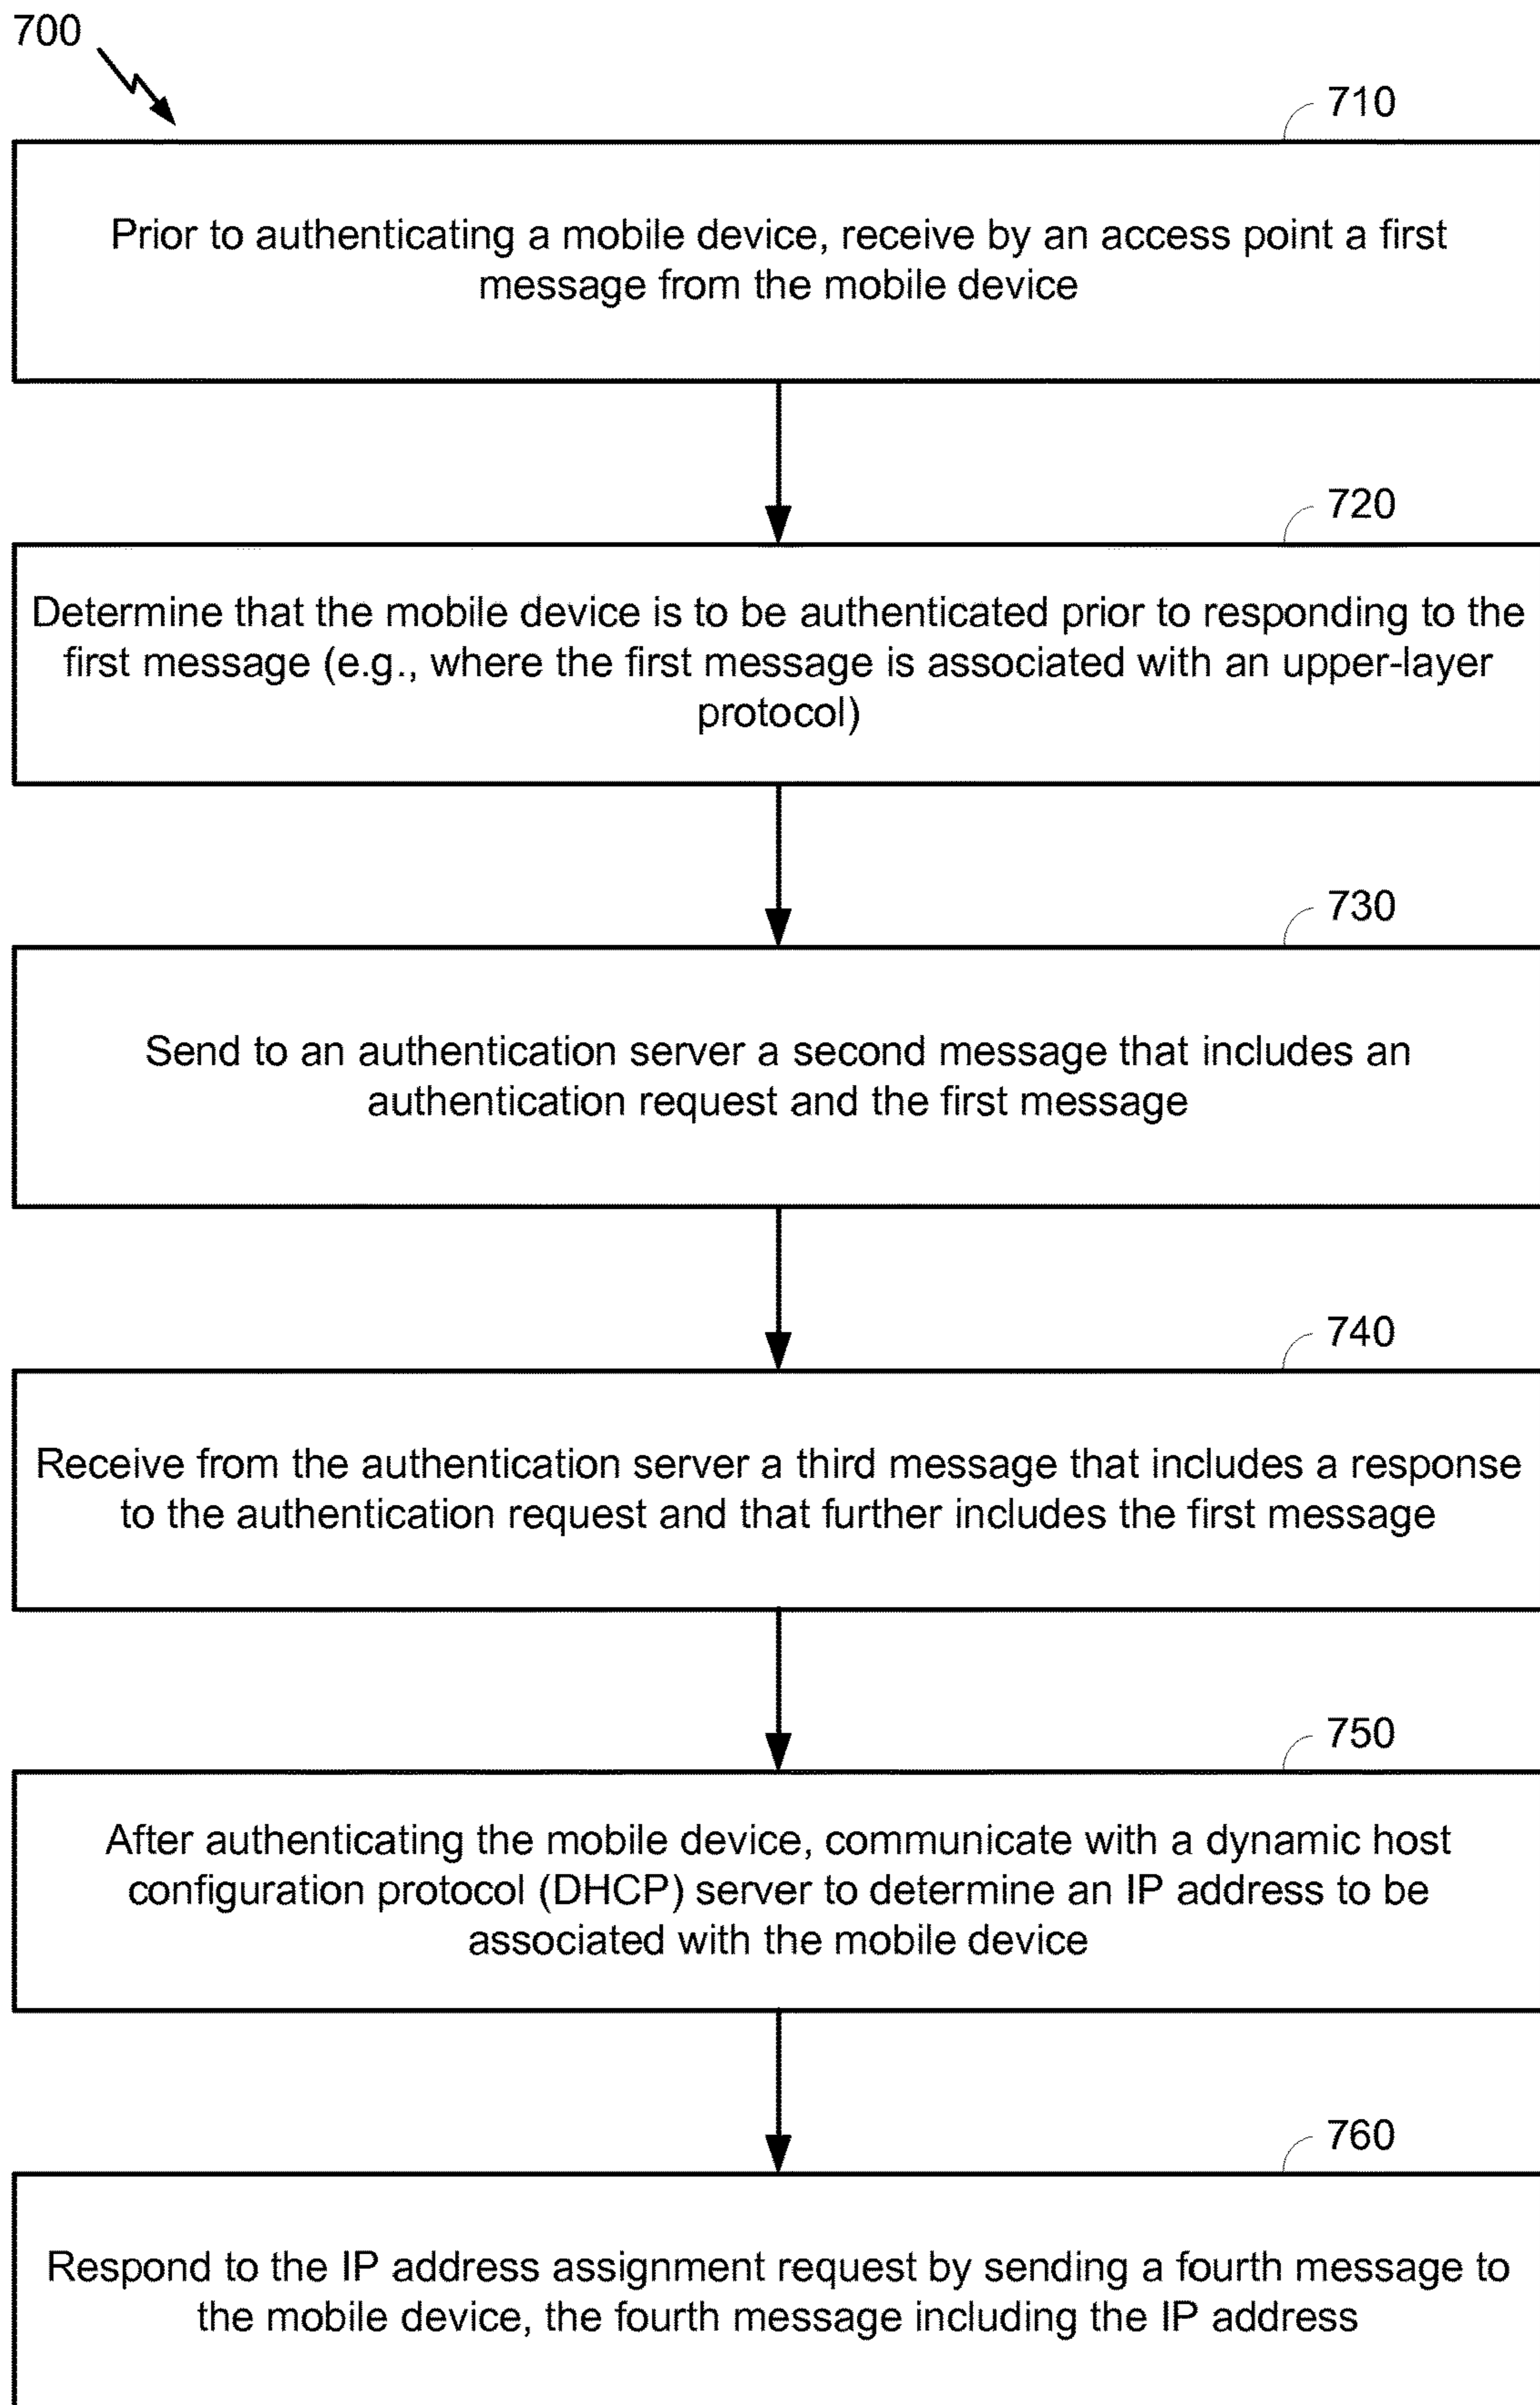 700
710
Prior to authenticating a mobile device, receive by an access point a first
message from the mobile device
720
Determine that the mobile device is to be authenticated prior to responding to the
first message (e.g., where the first message is associated with an upper-layer
protocol)
730
Send to an authentication server a second message that includes an
authentication request and the first message
740
Receive from the authentication server a third message that includes a response
to the authentication request and that further includes the first message
750
After authenticating the mobile device, communicate with a dynamic host
configuration protocol (DHCP) server to determine an IP address to be
associated with the mobile device
760
Respond to the IP address assignment request by sending a fourth message to
the mobile device, the fourth message including the IP address